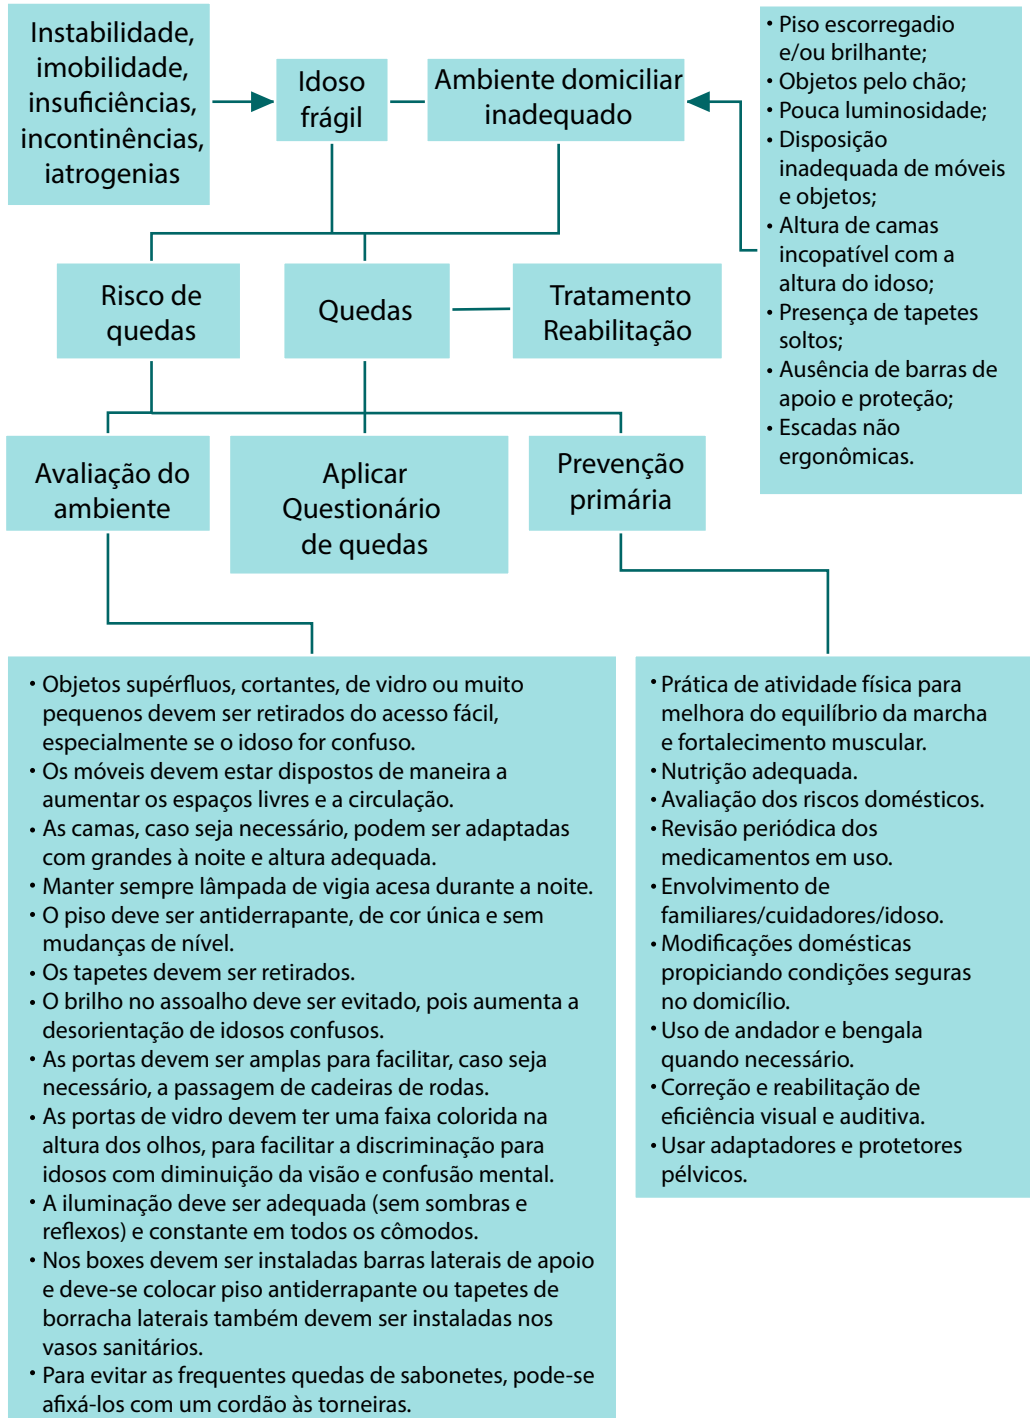 Instabilidade,
imobilidade,
insuficiências,
incontinências,
iatrogenias
Idoso
frágil
Ambiente domiciliar
inadequado
• Piso escorregadio
e/ou brilhante;
• Objetos pelo chão;
• Pouca luminosidade;
• Disposição
inadequada de móveis
e objetos;
• Altura de camas
incopatível com a
altura do idoso;
• Presença de tapetes
soltos;
• Ausência de barras de
apoio e proteção;
• Escadas não
ergonômicas.
Risco de
quedas
Quedas
Tratamento
Reabilitação
Avaliação do
ambiente
Aplicar
Questionário
de quedas
Prevenção
primária
• Objetos supérfluos, cortantes, de vidro ou muito
pequenos devem ser retirados do acesso fácil,
especialmente se o idoso for confuso.
• Os móveis devem estar dispostos de maneira a
aumentar os espaços livres e a circulação.
• As camas, caso seja necessário, podem ser adaptadas
com grandes à noite e altura adequada.
• Manter sempre lâmpada de vigia acesa durante a noite.
• O piso deve ser antiderrapante, de cor única e sem
mudanças de nível.
• Os tapetes devem ser retirados.
• O brilho no assoalho deve ser evitado, pois aumenta a
desorientação de idosos confusos.
• As portas devem ser amplas para facilitar, caso seja
necessário, a passagem de cadeiras de rodas.
• As portas de vidro devem ter uma faixa colorida na
altura dos olhos, para facilitar a discriminação para
idosos com diminuição da visão e confusão mental.
• A iluminação deve ser adequada (sem sombras e
reflexos) e constante em todos os cômodos.
• Nos boxes devem ser instaladas barras laterais de apoio
e deve-se colocar piso antiderrapante ou tapetes de
borracha laterais também devem ser instaladas nos
vasos sanitários.
• Para evitar as frequentes quedas de sabonetes, pode-se
afixá-los com um cordão às torneiras.
• Prática de atividade física para
melhora do equilíbrio da marcha
e fortalecimento muscular.
• Nutrição adequada.
• Avaliação dos riscos domésticos.
• Revisão periódica dos
medicamentos em uso.
• Envolvimento de
familiares/cuidadores/idoso.
• Modificações domésticas
propiciando condições seguras
no domicílio.
• Uso de andador e bengala
quando necessário.
• Correção e reabilitação de
eficiência visual e auditiva.
• Usar adaptadores e protetores
pélvicos.